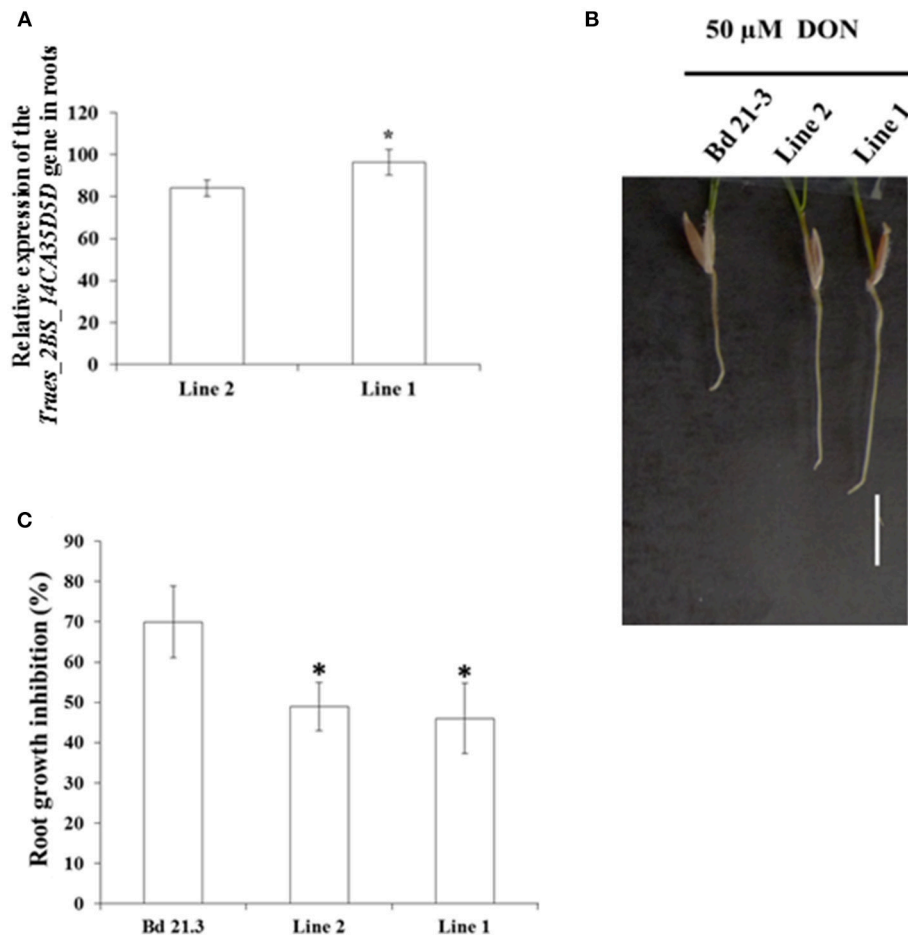 A
Relative expression of the
Traes_2BS_14CA35D5D gene in roots
120
100
80
60
40
20
0
*
Line 2
Line 1
B
50 μM DON
Bd 21-3
Line 2
Line 1
C
Root growth inhibition (%)
90
80
70
60
50
40
30
20
10
0
*
*
Bd 21.3
Line 2
Line 1